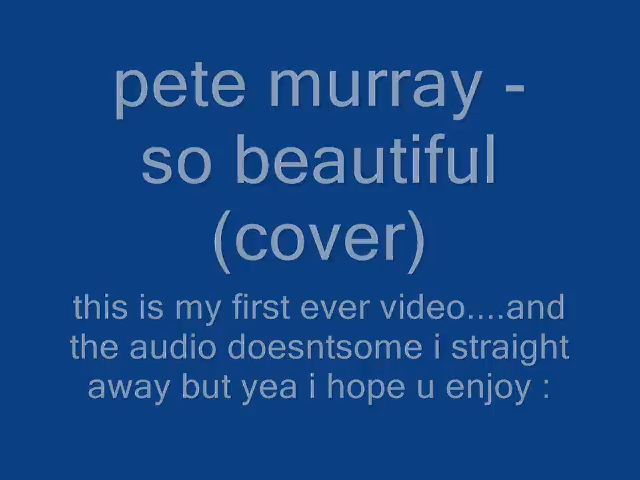 pete murray -
so beautiful
(cover)
this is my first ever video....and
the audio doesntsome i straight
away but yea i hope u enjoy :